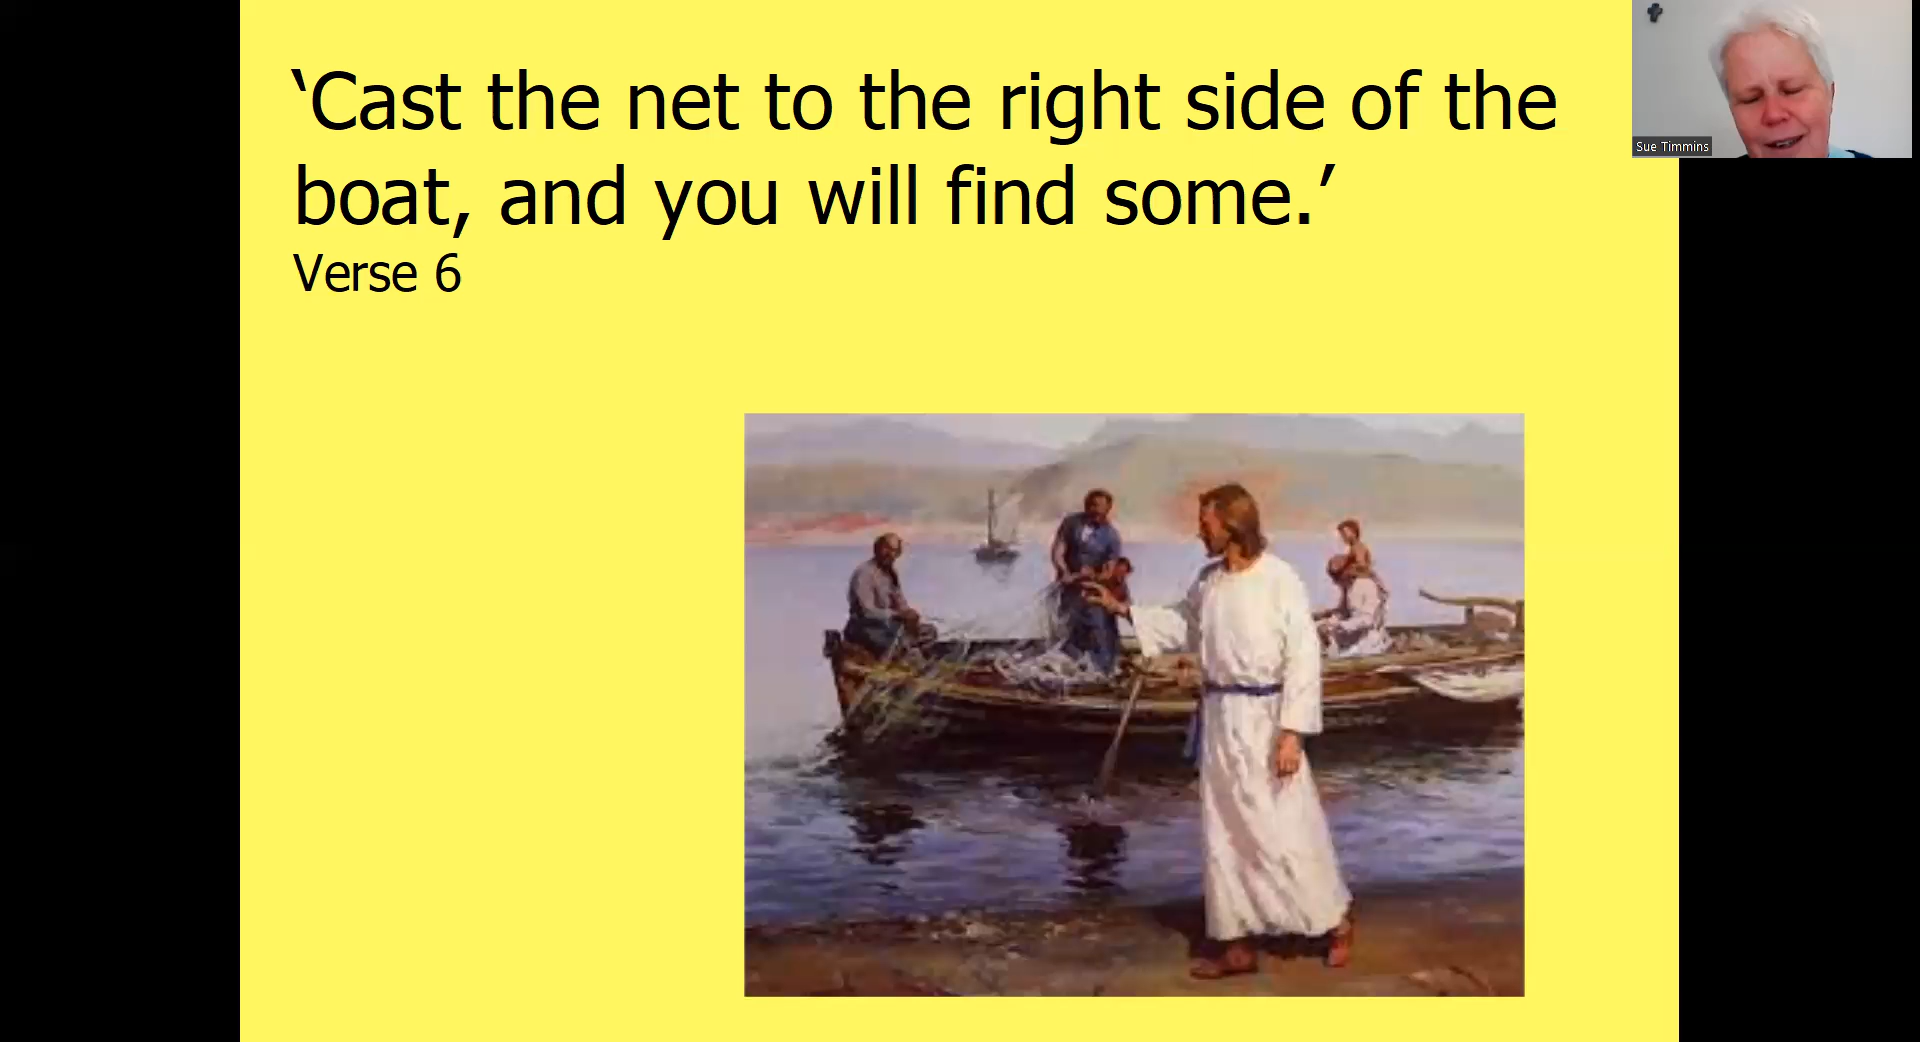 ‘Cast the net to the right side of the
boat, and you will find some.’
Verse 6
Sue Timmins